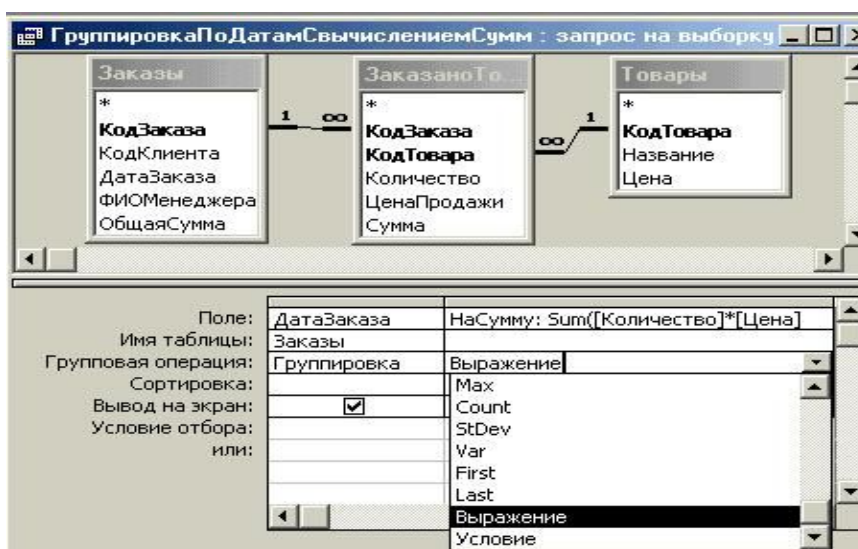 ГруппировкаПоДатамСвычислениемСумм : запрос на выборку
Заказы
*
КодЗаказа
КодКлиента
ДатаЗаказа
ФИОМенеджера
ОбщаяСумма
1 ∞
ЗаказаноТо...
*
КодЗаказа
КодТовара
Количество
ЦенаПродажи
Сумма
∞ 1
Товары
*
КодТовара
Название
Цена
Поле: ДатаЗаказа НаСумму: Sum([Количество]*[Цена]
Имя таблицы: Заказы
Групповая операция: Группировка Выражение
Сортировка:
Вывод на экран:
Условие отбора:
или:
Max
Count
StDev
Var
First
Last
Выражение
Условие